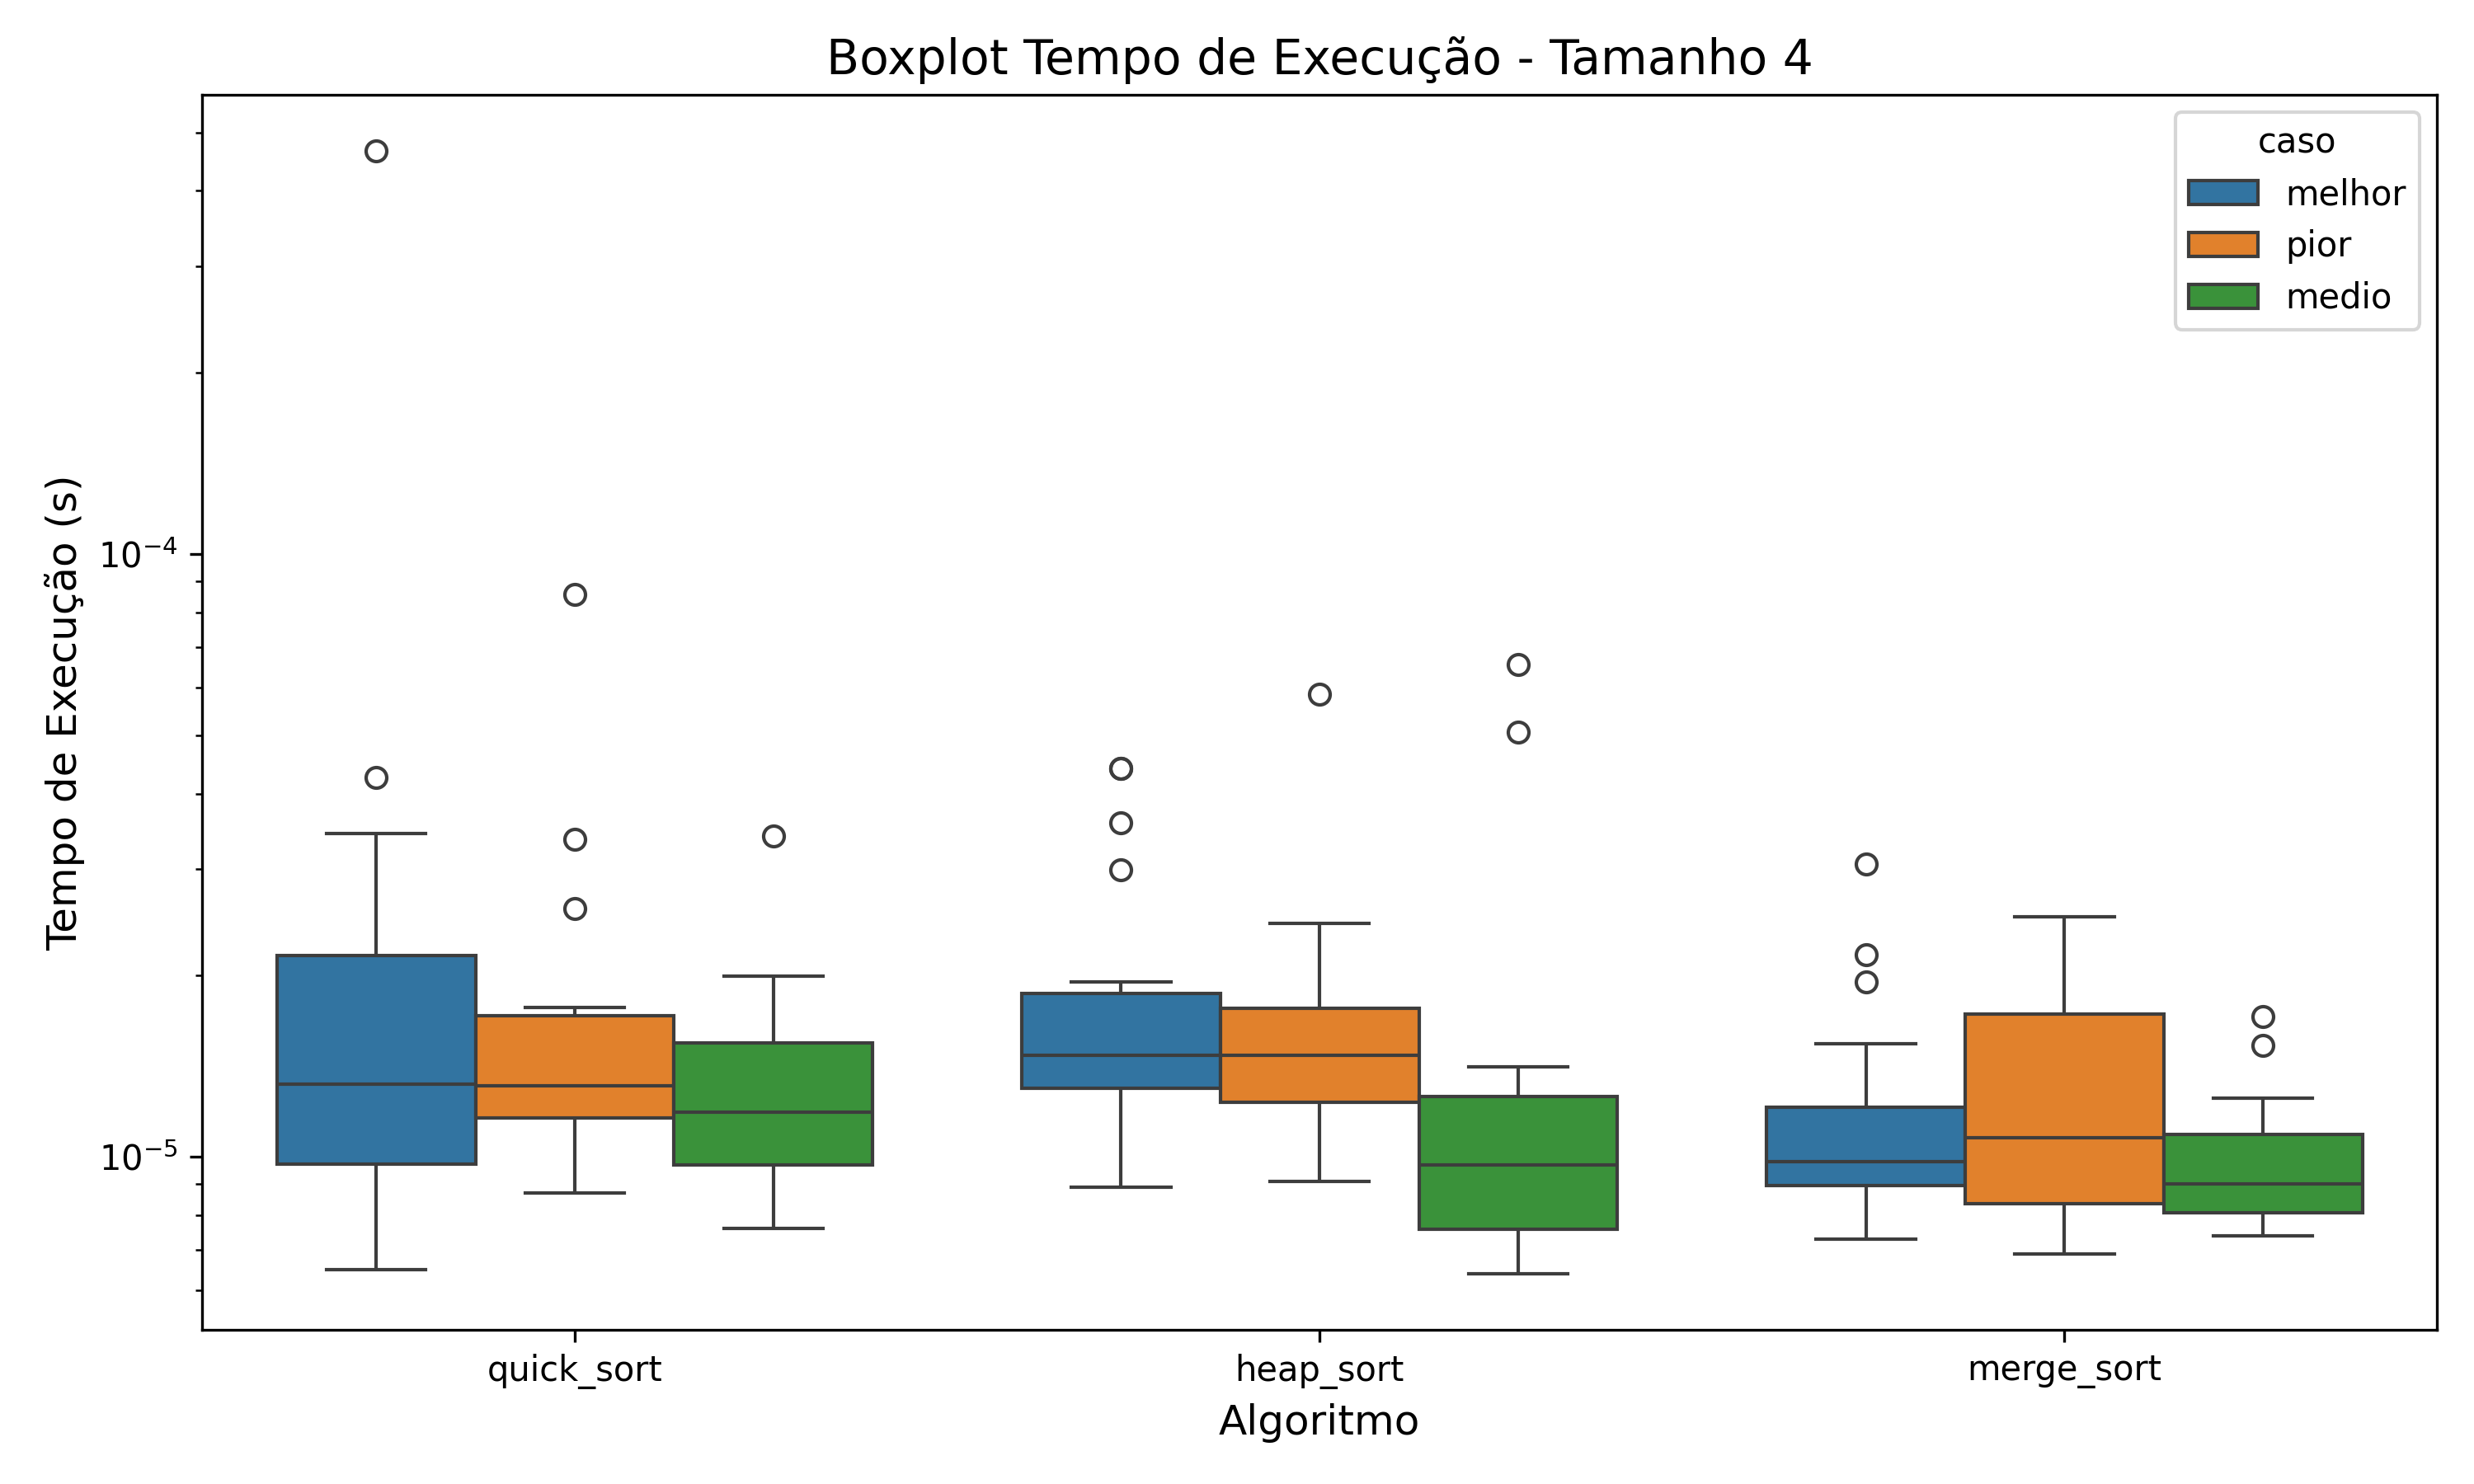 Boxplot Tempo de Execução - Tamanho 4
caso
melhor
pior
medio
Tempo de Execução (s)
10⁻⁴
10⁻⁵
quick_sort
heap_sort
merge_sort
Algoritmo